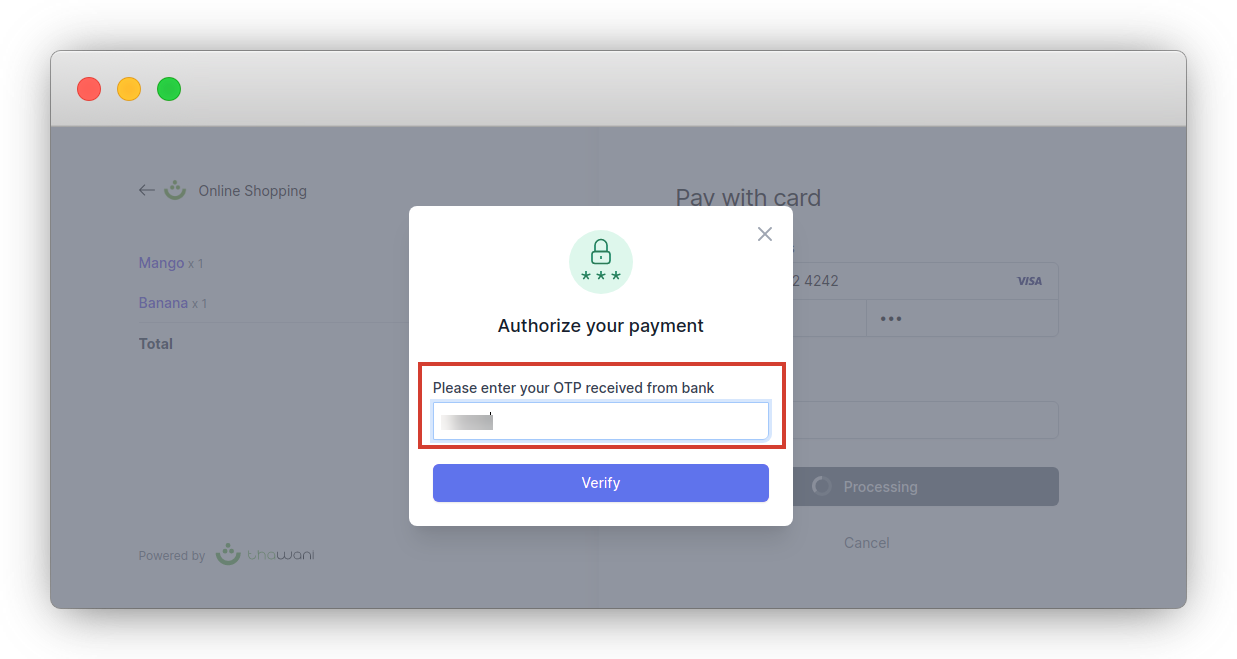 Online Shopping
Mango x 1
Banana x 1
Total
Powered by thawani
Pay with card
2 4242 VISA
•••
Processing
Cancel
***
Authorize your payment
Please enter your OTP received from bank
Verify